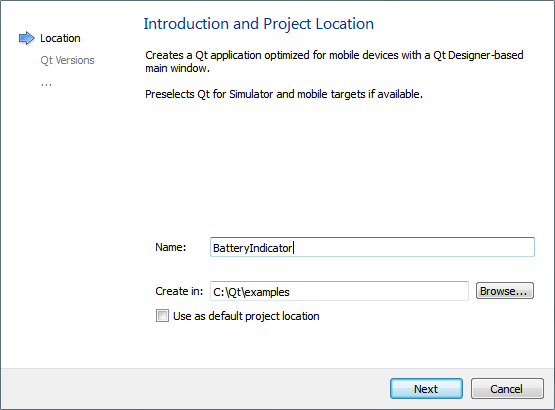 Introduction and Project Location
Location
Qt Versions
...
Creates a Qt application optimized for mobile devices with a Qt Designer-based
main window.
Preselects Qt for Simulator and mobile targets if available.
Name: BatteryIndicator
Create in: C:\Qt\examples Browse...
Use as default project location
Next Cancel